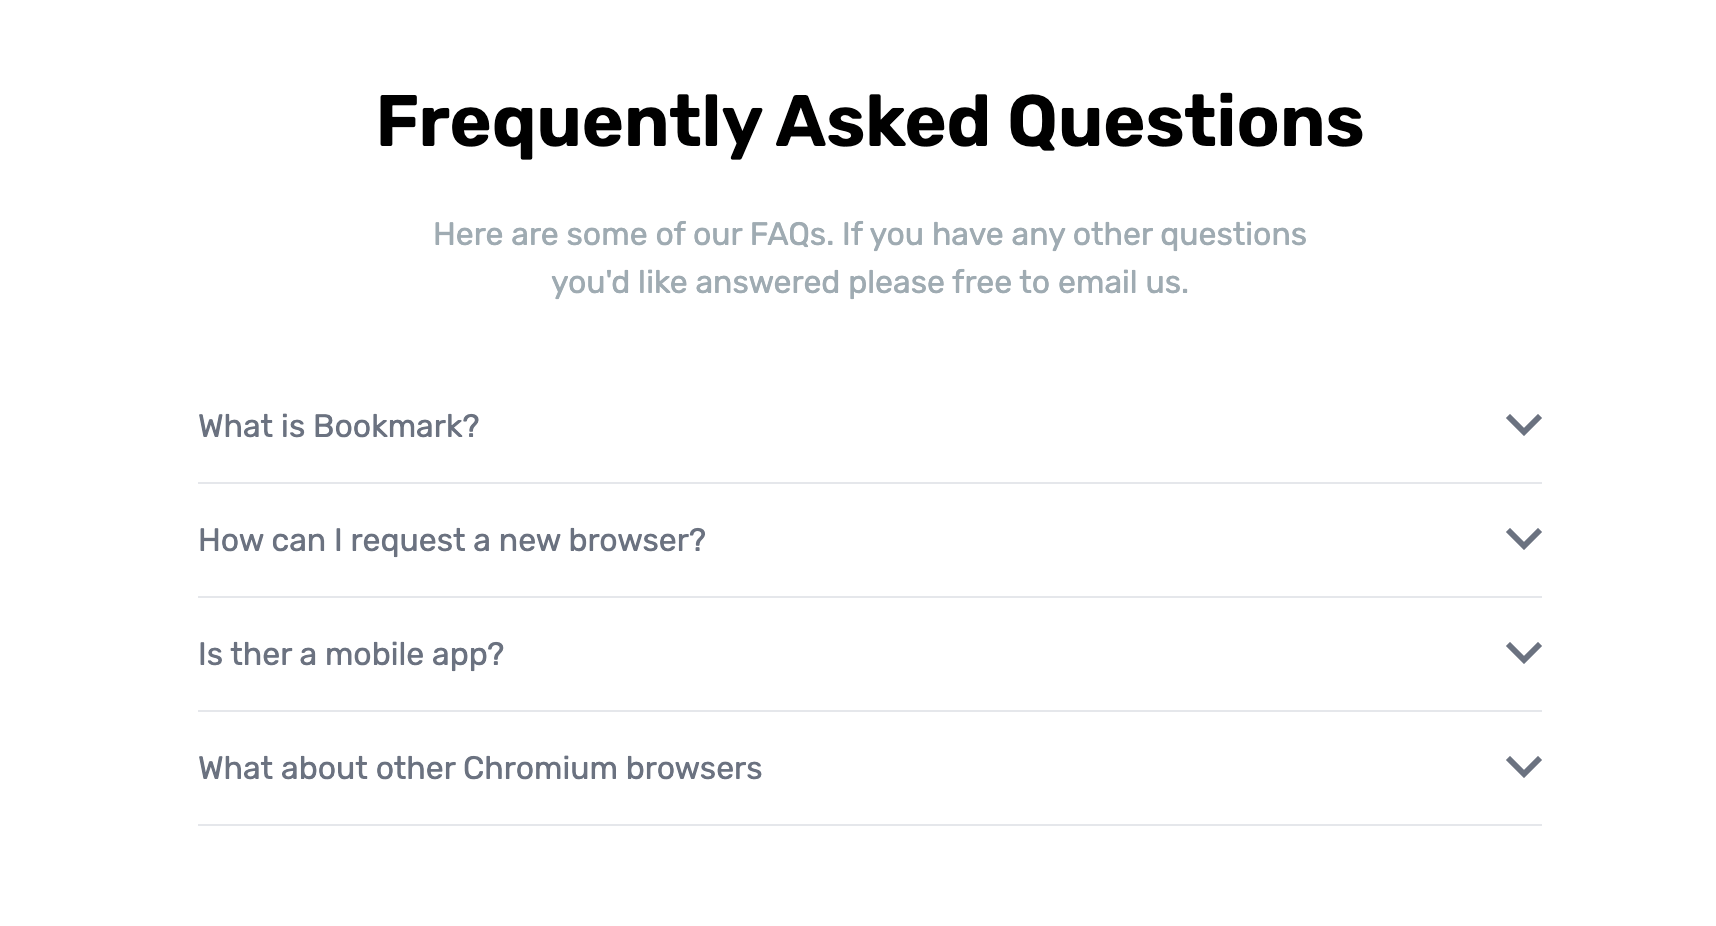 Frequently Asked Questions
Here are some of our FAQs. If you have any other questions
you'd like answered please free to email us.
What is Bookmark?
How can I request a new browser?
Is ther a mobile app?
What about other Chromium browsers